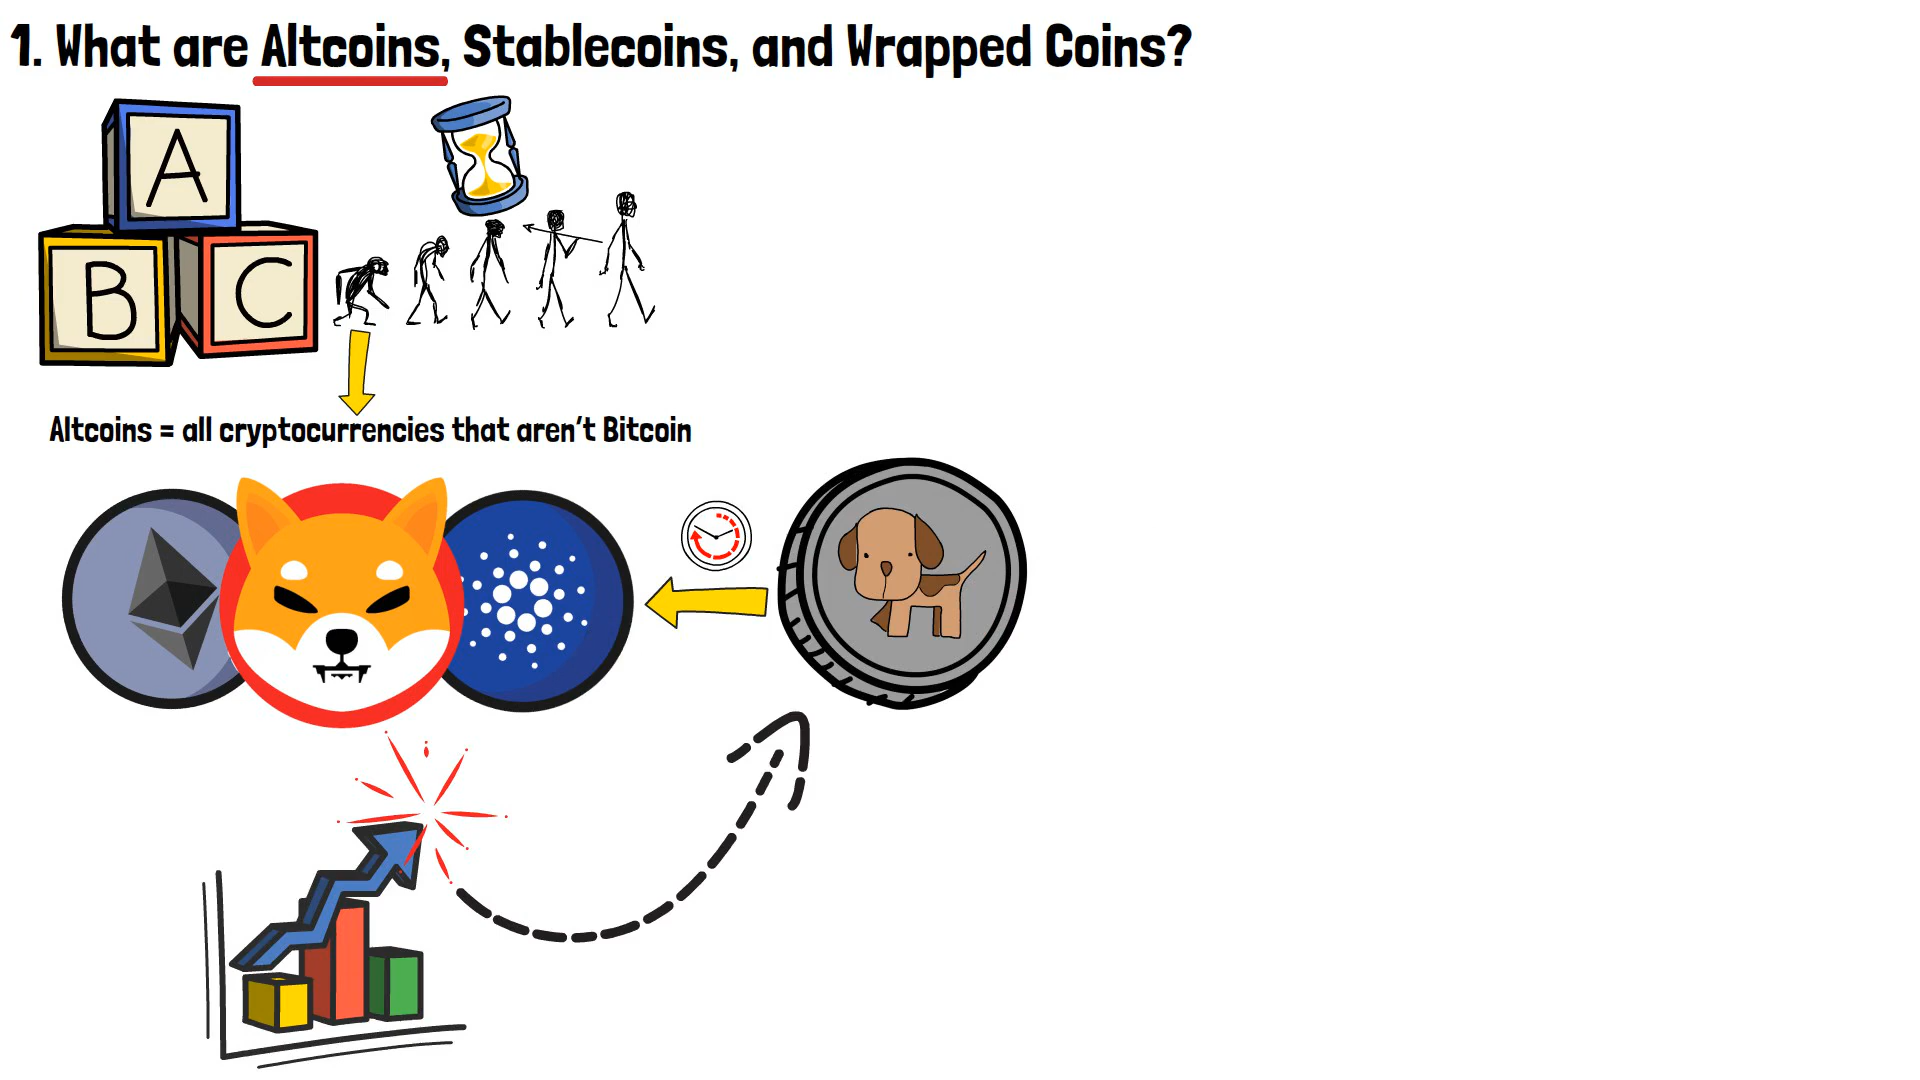 1. What are Altcoins, Stablecoins, and Wrapped Coins?
A
B C
Altcoins = all cryptocurrencies that aren't Bitcoin